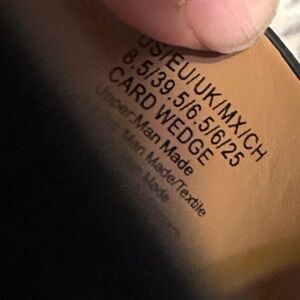 US/EU/UK/MX/CH
8.5/39.5/6.5/6/25
CARD WEDGE
Upper:Man Made
Man Made/Textile
Made